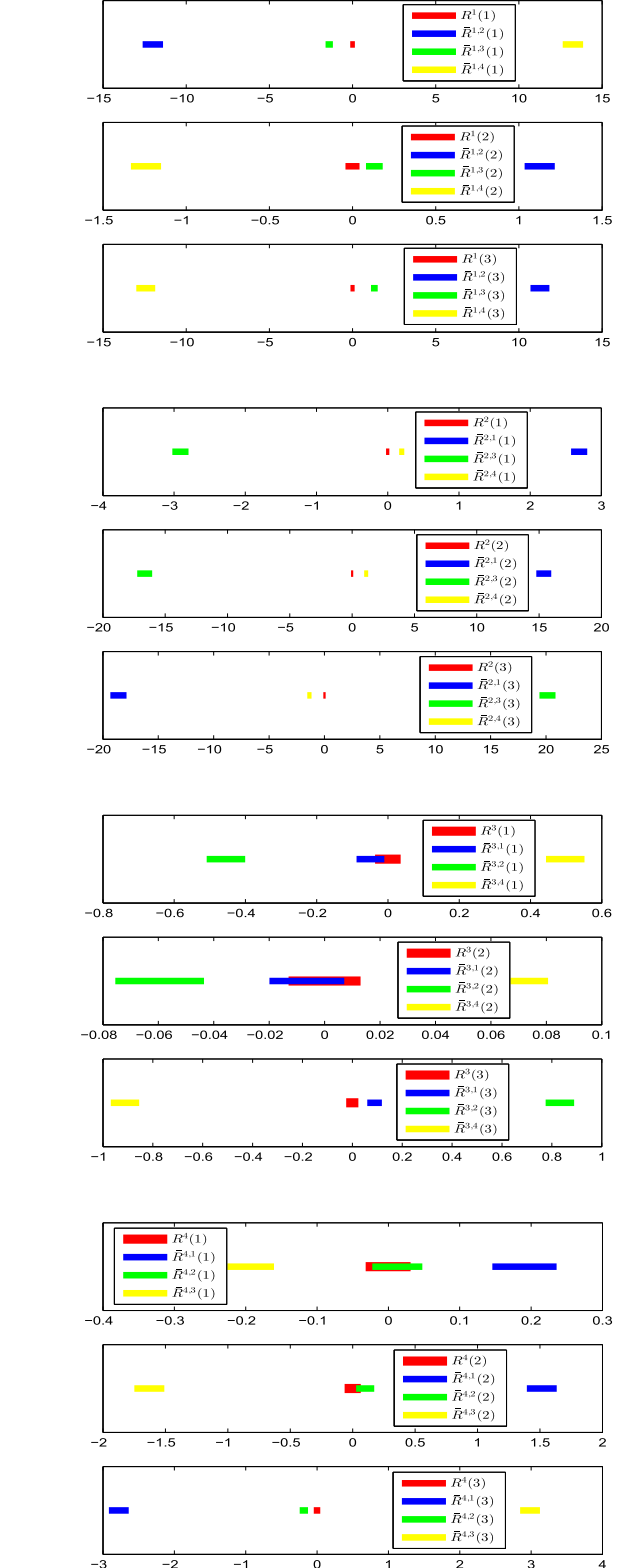 R¹(1)
R̄¹,²(1)
R̄¹,³(1)
R̄¹,⁴(1)
−15 −10 −5 0 5 10 15
R¹(2)
R̄¹,²(2)
R̄¹,³(2)
R̄¹,⁴(2)
−1.5 −1 −0.5 0 0.5 1 1.5
R¹(3)
R̄¹,²(3)
R̄¹,³(3)
R̄¹,⁴(3)
−15 −10 −5 0 5 10 15
R²(1)
R̄²,¹(1)
R̄²,³(1)
R̄²,⁴(1)
−4 −3 −2 −1 0 1 2 3
R²(2)
R̄²,¹(2)
R̄²,³(2)
R̄²,⁴(2)
−20 −15 −10 −5 0 5 10 15 20
R²(3)
R̄²,¹(3)
R̄²,³(3)
R̄²,⁴(3)
−20 −15 −10 −5 0 5 10 15 20 25
R³(1)
R̄³,¹(1)
R̄³,²(1)
R̄³,⁴(1)
−0.8 −0.6 −0.4 −0.2 0 0.2 0.4 0.6
R³(2)
R̄³,¹(2)
R̄³,²(2)
R̄³,⁴(2)
−0.08 −0.06 −0.04 −0.02 0 0.02 0.04 0.06 0.08 0.1
R³(3)
R̄³,¹(3)
R̄³,²(3)
R̄³,⁴(3)
−1 −0.8 −0.6 −0.4 −0.2 0 0.2 0.4 0.6 0.8 1
R⁴(1)
R̄⁴,¹(1)
R̄⁴,²(1)
R̄⁴,³(1)
−0.4 −0.3 −0.2 −0.1 0 0.1 0.2 0.3
R⁴(2)
R̄⁴,¹(2)
R̄⁴,²(2)
R̄⁴,³(2)
−2 −1.5 −1 −0.5 0 0.5 1 1.5 2
R⁴(3)
R̄⁴,¹(3)
R̄⁴,²(3)
R̄⁴,³(3)
−3 −2 −1 0 1 2 3 4